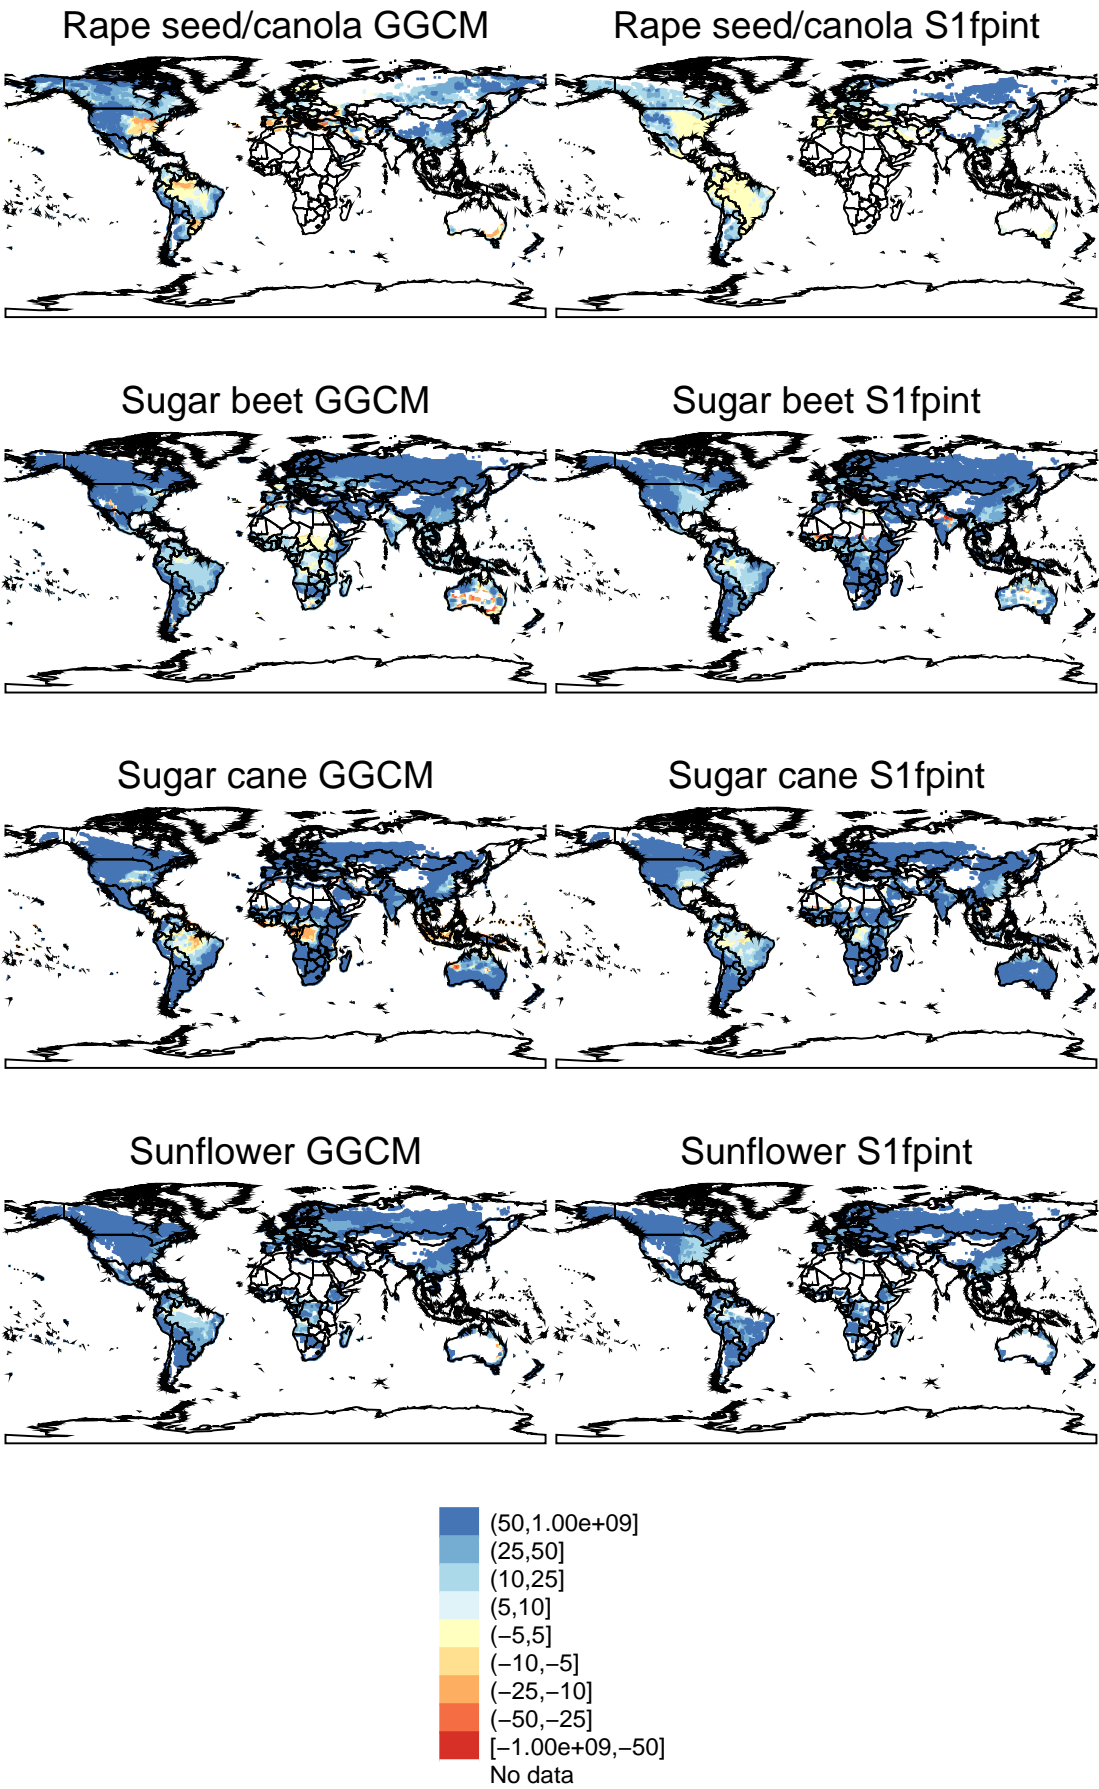 Rape seed/canola GGCM
Rape seed/canola S1fpint
Sugar beet GGCM
Sugar beet S1fpint
Sugar cane GGCM
Sugar cane S1fpint
Sunflower GGCM
Sunflower S1fpint
(50,1.00e+09]
(25,50]
(10,25]
(5,10]
(−5,5]
(−10,−5]
(−25,−10]
(−50,−25]
[−1.00e+09,−50]
No data